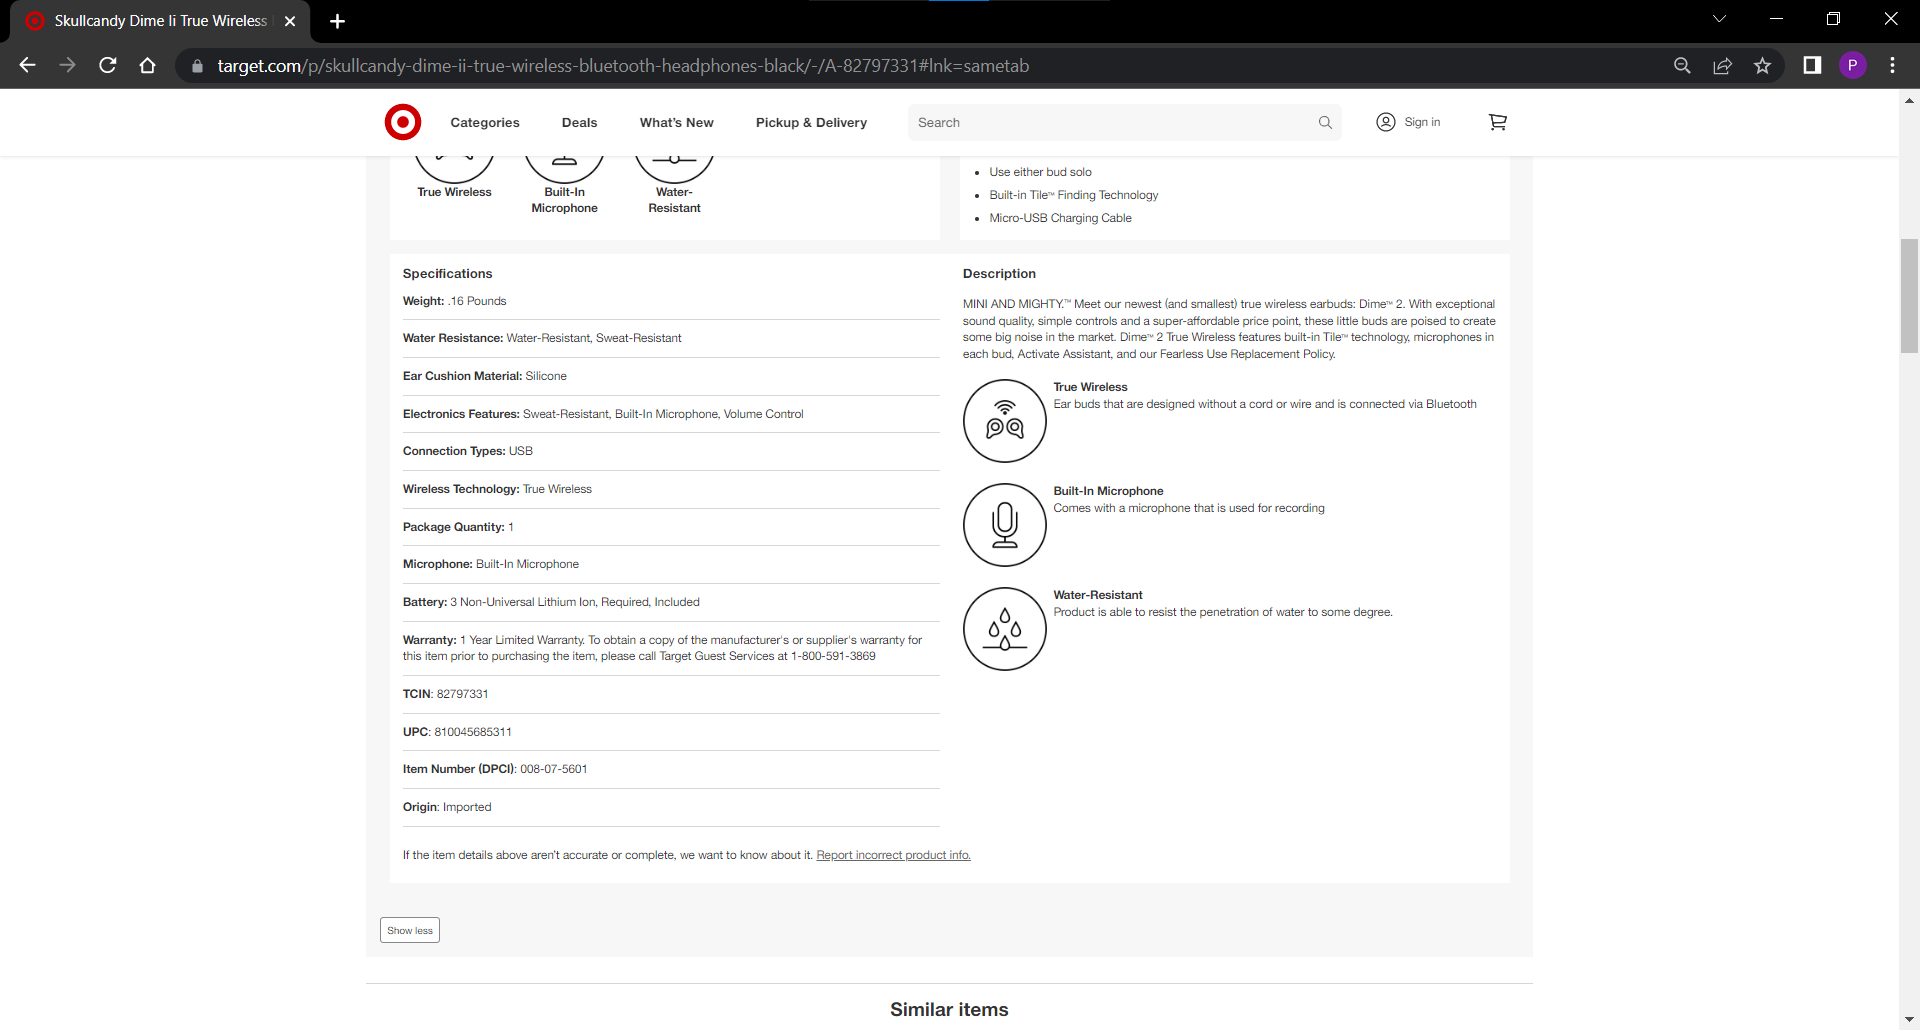 Skullcandy Dime Ii True Wireless
target.com/p/skullcandy-dime-ii-true-wireless-bluetooth-headphones-black/-/A-82797331#lnk=sametab
P
Categories
Deals
What's New
Pickup & Delivery
Search
Sign in
True Wireless
Built-In
Microphone
Water-
Resistant
Use either bud solo
Built-in Tile™ Finding Technology
Micro-USB Charging Cable
Specifications
Weight: .16 Pounds
Water Resistance: Water-Resistant, Sweat-Resistant
Ear Cushion Material: Silicone
Electronics Features: Sweat-Resistant, Built-In Microphone, Volume Control
Connection Types: USB
Wireless Technology: True Wireless
Package Quantity: 1
Microphone: Built-In Microphone
Battery: 3 Non-Universal Lithium Ion, Required, Included
Warranty: 1 Year Limited Warranty. To obtain a copy of the manufacturer's or supplier's warranty for
this item prior to purchasing the item, please call Target Guest Services at 1-800-591-3869
TCIN: 82797331
UPC: 810045685311
Item Number (DPCI): 008-07-5601
Origin: Imported
If the item details above aren't accurate or complete, we want to know about it. Report incorrect product info.
Description
MINI AND MIGHTY.™ Meet our newest (and smallest) true wireless earbuds: Dime™ 2. With exceptional
sound quality, simple controls and a super-affordable price point, these little buds are poised to create
some big noise in the market. Dime™ 2 True Wireless features built-in Tile™ technology, microphones in
each bud, Activate Assistant, and our Fearless Use Replacement Policy.
True Wireless
Ear buds that are designed without a cord or wire and is connected via Bluetooth
Built-In Microphone
Comes with a microphone that is used for recording
Water-Resistant
Product is able to resist the penetration of water to some degree.
Show less
Similar items